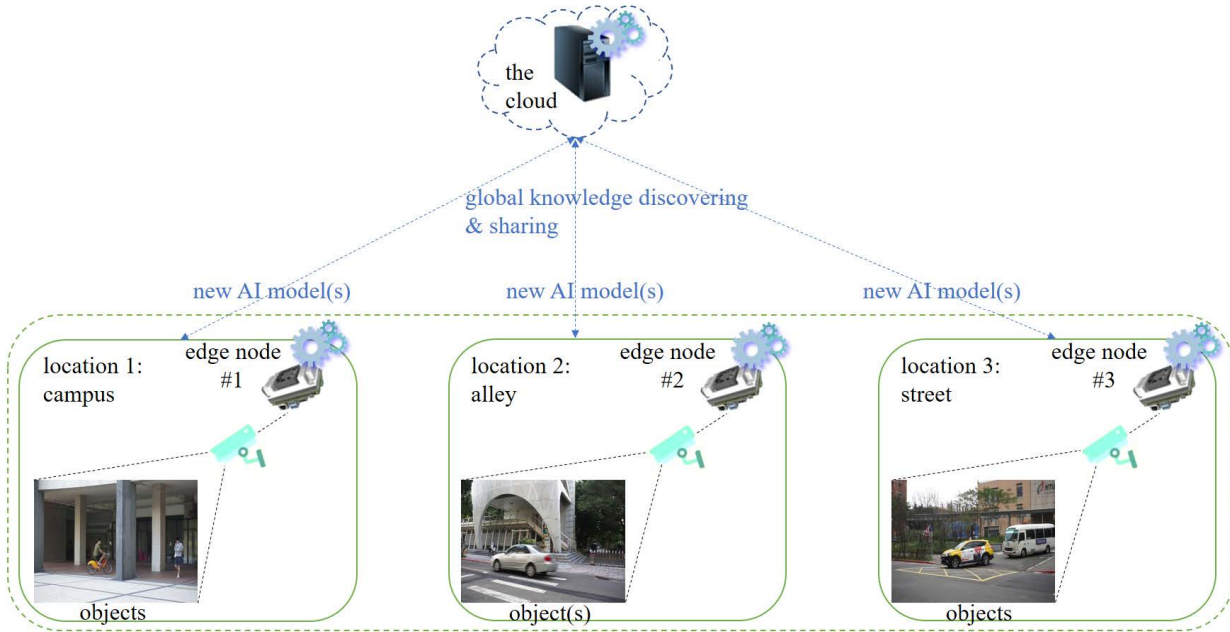 the
cloud
global knowledge discovering
& sharing
new AI model(s)
new AI model(s)
new AI model(s)
location 1:
campus
edge node
#1
location 2:
alley
edge node
#2
location 3:
street
edge node
#3
objects
object(s)
objects